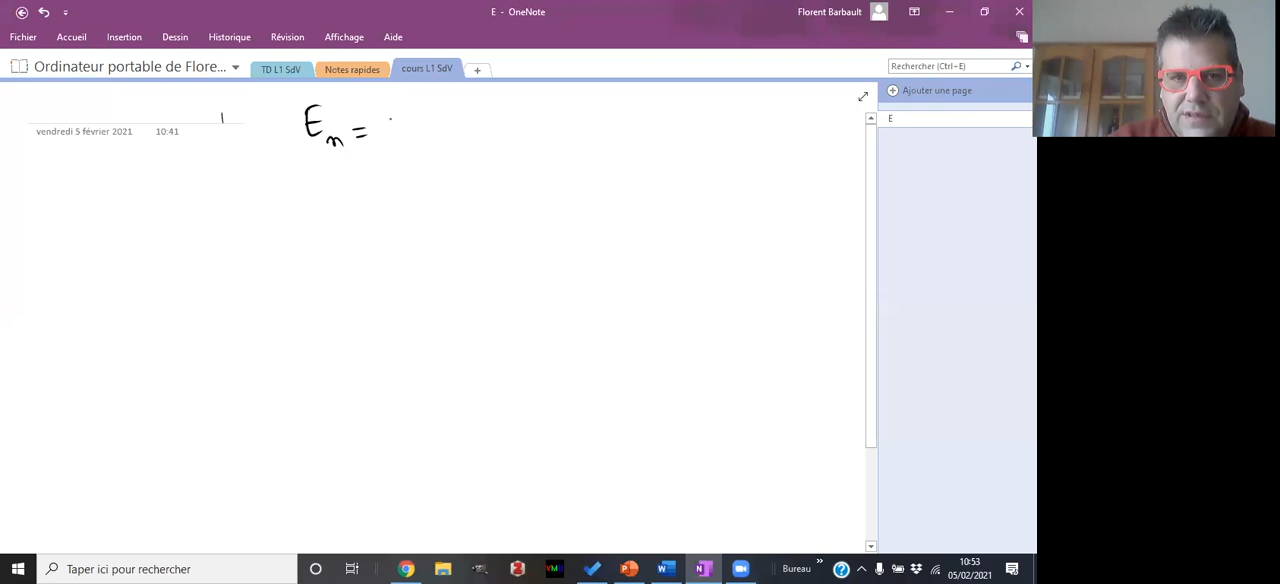 E - OneNote
Florent Barbault
Fichier Accueil Insertion Dessin Historique Révision Affichage Aide
Ordinateur portable de Flore...
TD L1 SdV
Notes rapides
cours L1 SdV
+
Rechercher (Ctrl+E)
Ajouter une page
E
vendredi 5 février 2021 10:41
E_n =
Taper ici pour rechercher
VMD
Bureau
10:53
05/02/2021